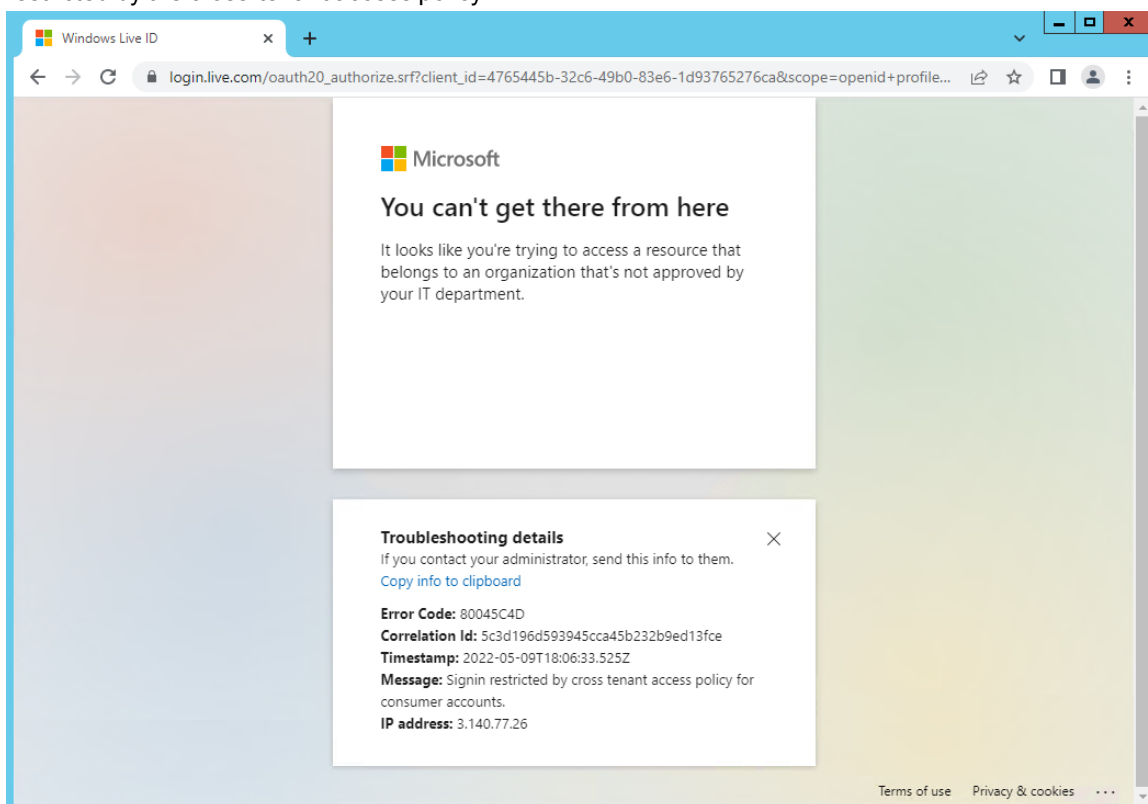 Windows Live ID
login.live.com/oauth20_authorize.srf?client_id=4765445b-32c6-49b0-83e6-1d93765276ca&scope=openid+profile...
Microsoft
You can't get there from here
It looks like you're trying to access a resource that
belongs to an organization that's not approved by
your IT department.
Troubleshooting details
If you contact your administrator, send this info to them.
Copy info to clipboard
Error Code: 80045C4D
Correlation Id: 5c3d196d593945cca45b232b9ed13fce
Timestamp: 2022-05-09T18:06:33.525Z
Message: Signin restricted by cross tenant access policy for
consumer accounts.
IP address: 3.140.77.26
Terms of use Privacy & cookies ...